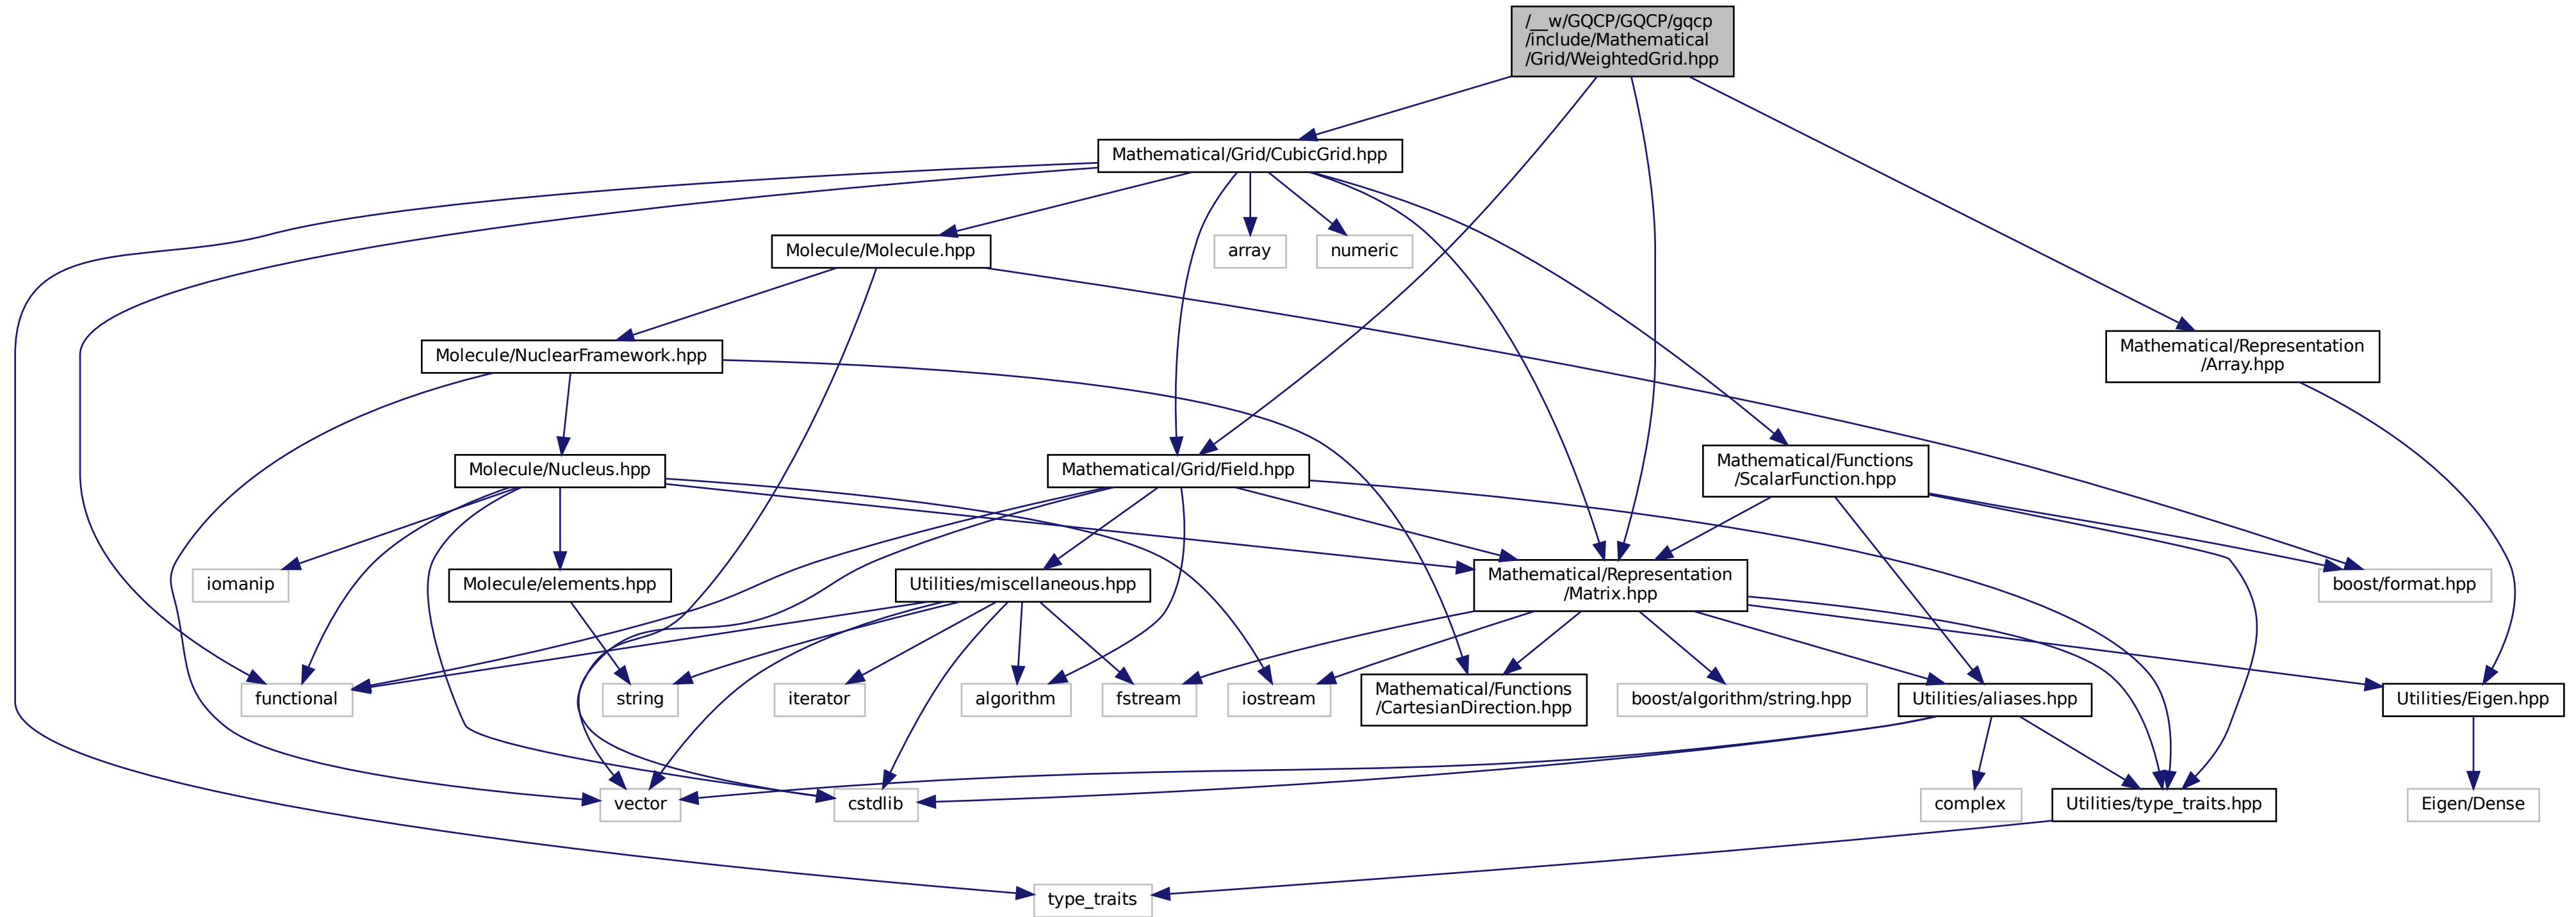 /__w/GQCP/GQCP/gqcp
/include/Mathematical
/Grid/WeightedGrid.hpp
Mathematical/Grid/CubicGrid.hpp
Molecule/Molecule.hpp
array
numeric
Molecule/NuclearFramework.hpp
Mathematical/Representation
/Array.hpp
Molecule/Nucleus.hpp
Mathematical/Grid/Field.hpp
Mathematical/Functions
/ScalarFunction.hpp
iomanip
Molecule/elements.hpp
Utilities/miscellaneous.hpp
Mathematical/Representation
/Matrix.hpp
boost/format.hpp
functional
string
iterator
algorithm
fstream
iostream
Mathematical/Functions
/CartesianDirection.hpp
boost/algorithm/string.hpp
Utilities/aliases.hpp
Utilities/Eigen.hpp
vector
cstdlib
complex
Utilities/type_traits.hpp
Eigen/Dense
type_traits